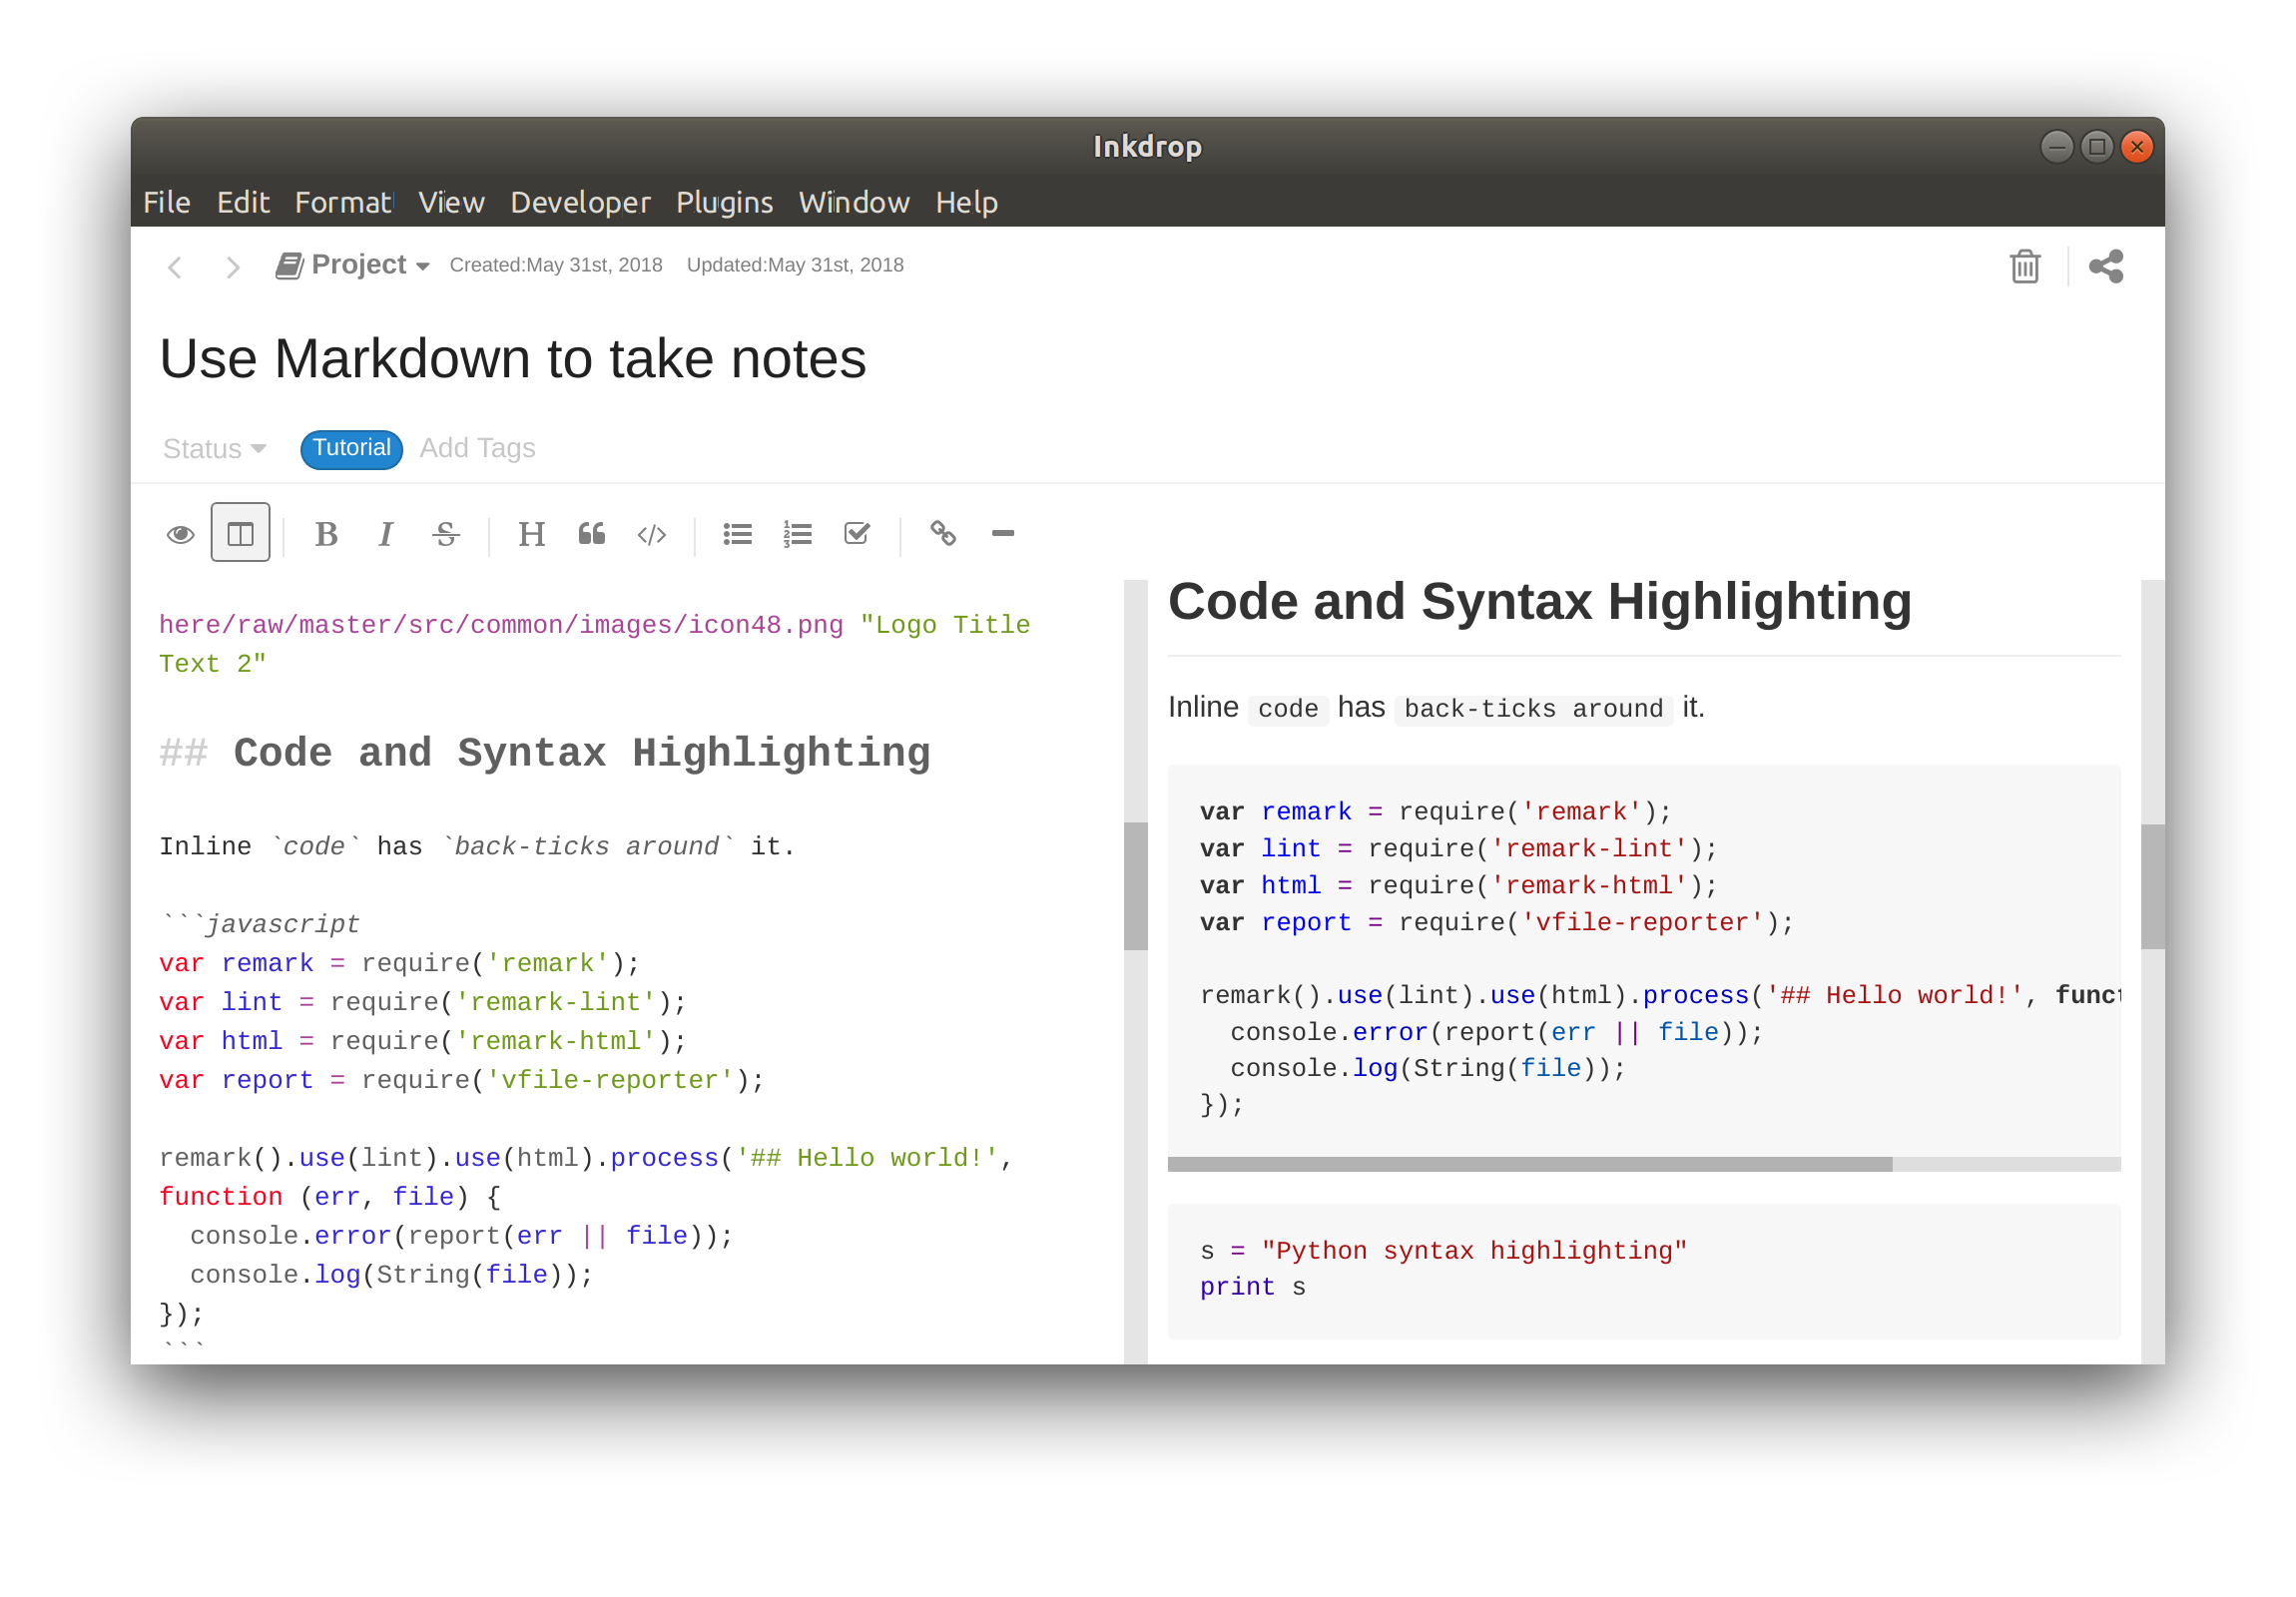 Inkdrop
File Edit Format View Developer Plugins Window Help
Project Created:May 31st, 2018 Updated:May 31st, 2018
Use Markdown to take notes
Status Tutorial Add Tags
B I S H </>
here/raw/master/src/common/images/icon48.png "Logo Title
Text 2"
## Code and Syntax Highlighting
Inline `code` has `back-ticks around` it.
```javascript
var remark = require('remark');
var lint = require('remark-lint');
var html = require('remark-html');
var report = require('vfile-reporter');
remark().use(lint).use(html).process('## Hello world!',
function (err, file) {
  console.error(report(err || file));
  console.log(String(file));
});
```
Code and Syntax Highlighting
Inline code has back-ticks around it.
var remark = require('remark');
var lint = require('remark-lint');
var html = require('remark-html');
var report = require('vfile-reporter');
remark().use(lint).use(html).process('## Hello world!', funct
  console.error(report(err || file));
  console.log(String(file));
});
s = "Python syntax highlighting"
print s